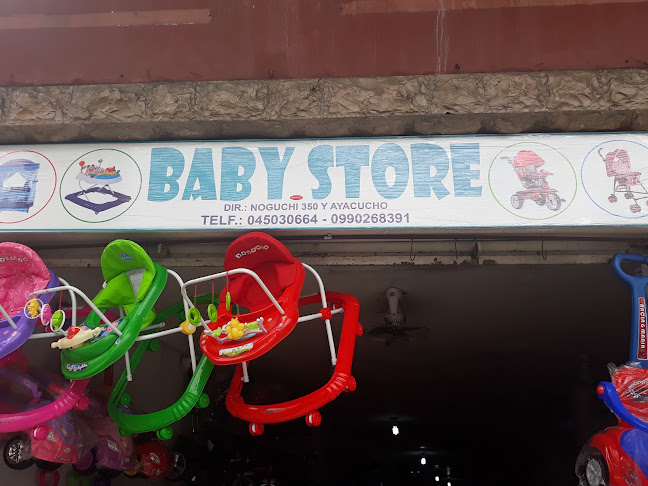 BABY STORE
DIR.: NOGUCHI 350 Y AYACUCHO
TELF.: 045030664 - 0990268391